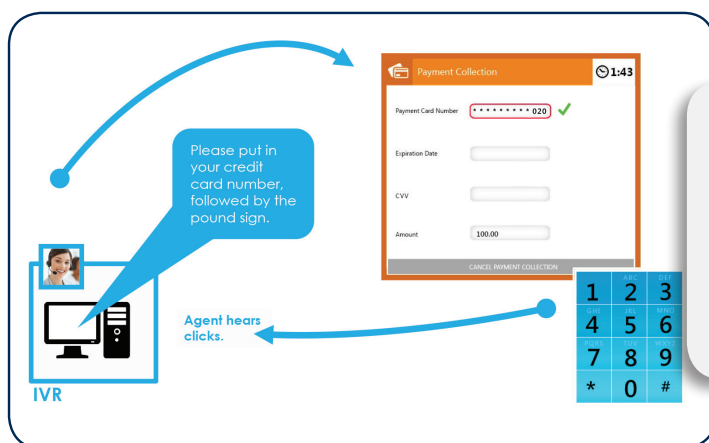 Payment Collection
1:43
Payment Card Number
* * * * * * * * * 020
Expiration Date
CVV
Amount
100.00
CANCEL PAYMENT COLLECTION
Please put in
your credit
card number,
followed by the
pound sign.
Agent hears
clicks.
IVR
ABC DEF
1 2 3
GHI JKL MNO
4 5 6
PQRS TUV WXYZ
7 8 9
* 0 #